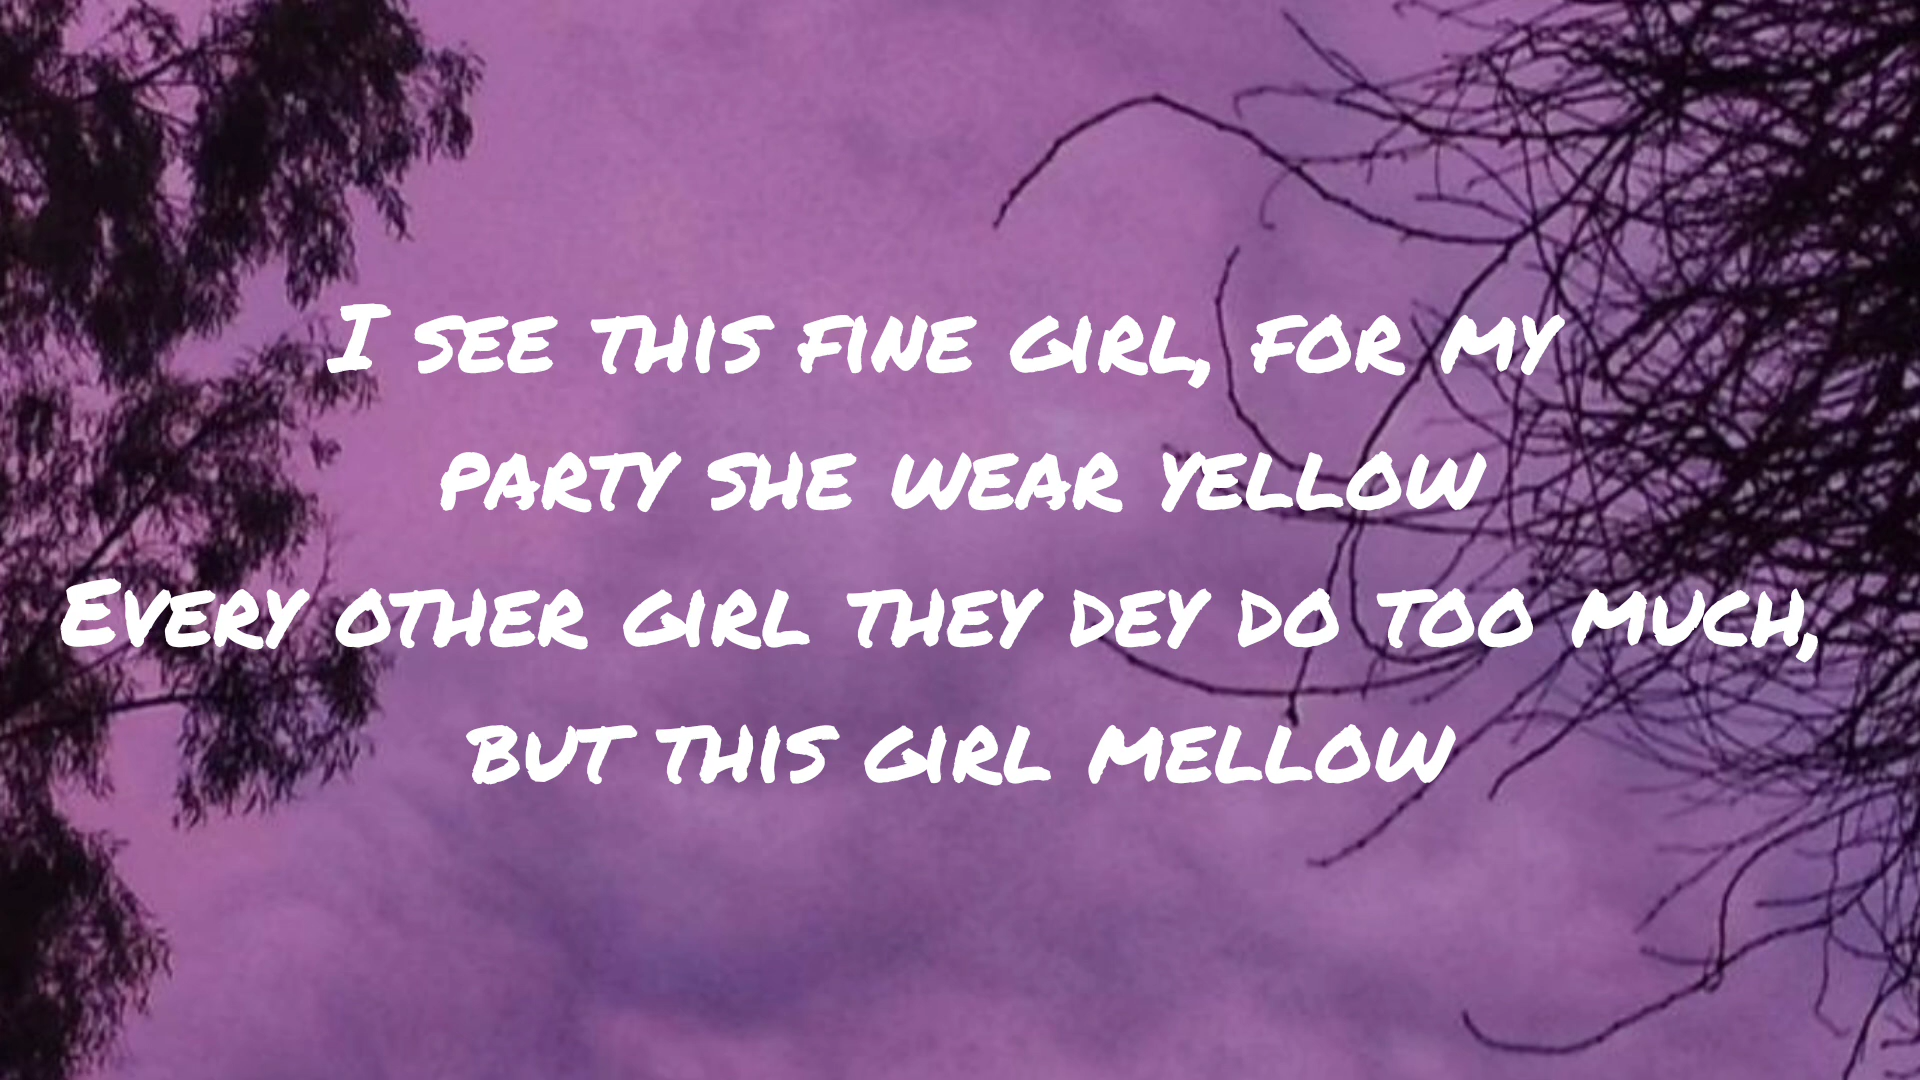 I see this fine girl, for my
party she wear yellow
Every other girl they dey do too much,
but this girl mellow